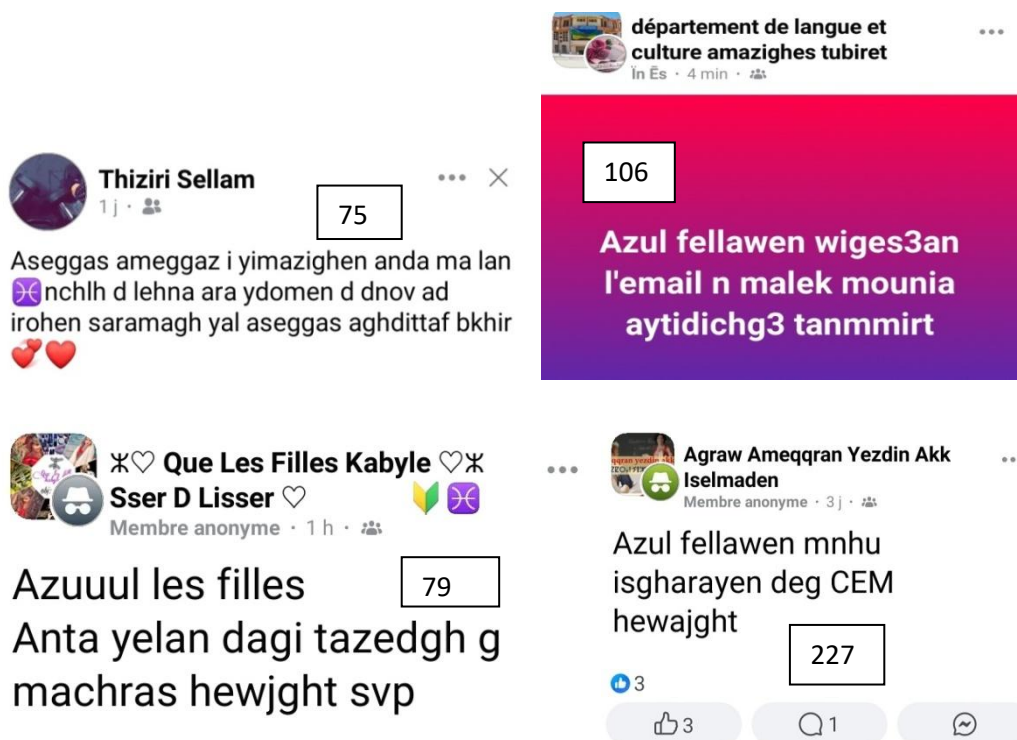 Thiziri Sellam
1 j
75
Aseggas ameggaz i yimazighen anda ma lan
♓ nchlh d lehna ara ydomen d dnov ad
irohen saramagh yal aseggas aghdittaf bkhir
💞❤️
département de langue et
culture amazighes tubiret
Ïn Ës · 4 min
106
Azul fellawen wiges3an
l'email n malek mounia
aytidichg3 tanmmirt
ⵣ♡ Que Les Filles Kabyle ♡ⵣ
Sser D Lisser ♡ 🔰♓
Membre anonyme · 1 h
79
Azuuul les filles
Anta yelan dagi tazedgh g
machras hewjght svp
Agraw Ameqqran Yezdin Akk
Iselmaden
Membre anonyme · 3 j
Azul fellawen mnhu
isgharayen deg CEM
hewajght
227
3
3 1